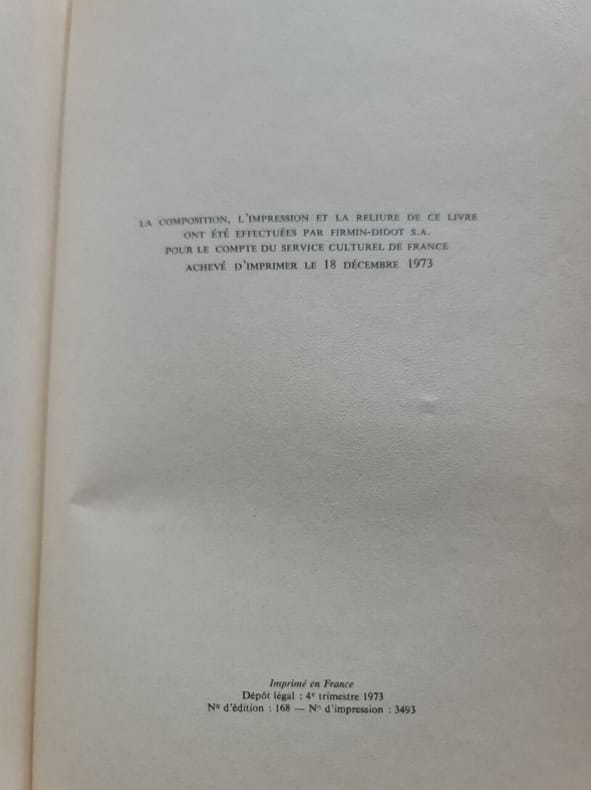 LA COMPOSITION, L'IMPRESSION ET LA RELIURE DE CE LIVRE
ONT ÉTÉ EFFECTUÉES PAR FIRMIN-DIDOT S.A.
POUR LE COMPTE DU SERVICE CULTUREL DE FRANCE
ACHEVÉ D'IMPRIMER LE 18 DÉCEMBRE 1973
Imprimé en France
Dépôt légal : 4e trimestre 1973
No d'édition : 168 — No d'impression : 3493